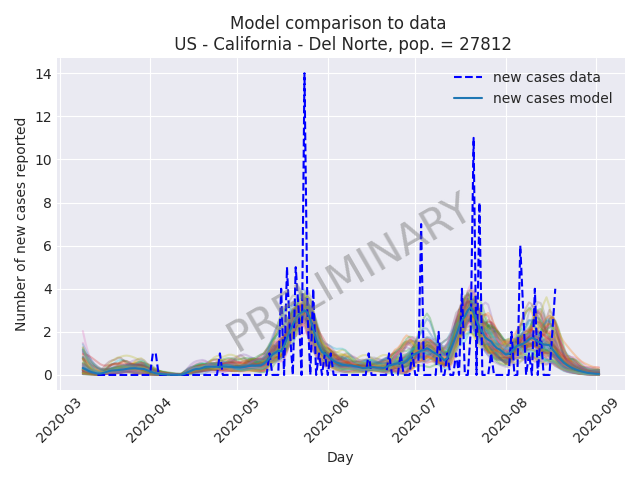 Model comparison to data
US - California - Del Norte, pop. = 27812
new cases data
new cases model
PRELIMINARY
Number of new cases reported
14
12
10
8
6
4
2
0
2020-03
2020-04
2020-05
2020-06
2020-07
2020-08
2020-09
Day